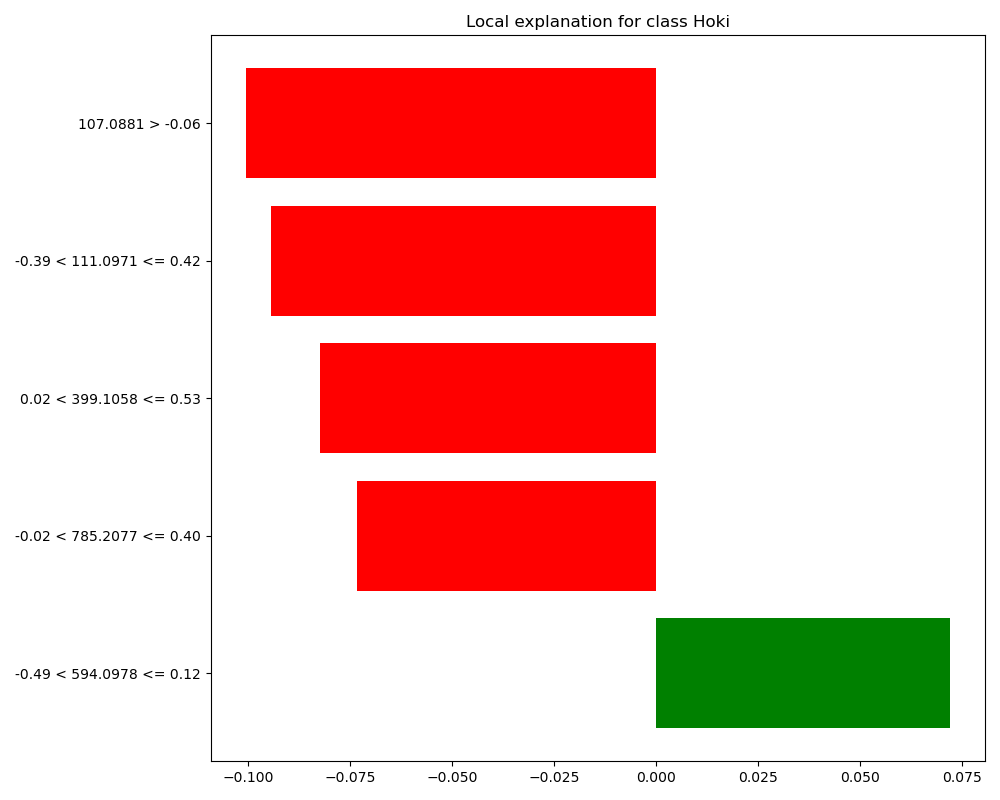 Local explanation for class Hoki
107.0881 > -0.06
-0.39 < 111.0971 <= 0.42
0.02 < 399.1058 <= 0.53
-0.02 < 785.2077 <= 0.40
-0.49 < 594.0978 <= 0.12
−0.100 −0.075 −0.050 −0.025 0.000 0.025 0.050 0.075